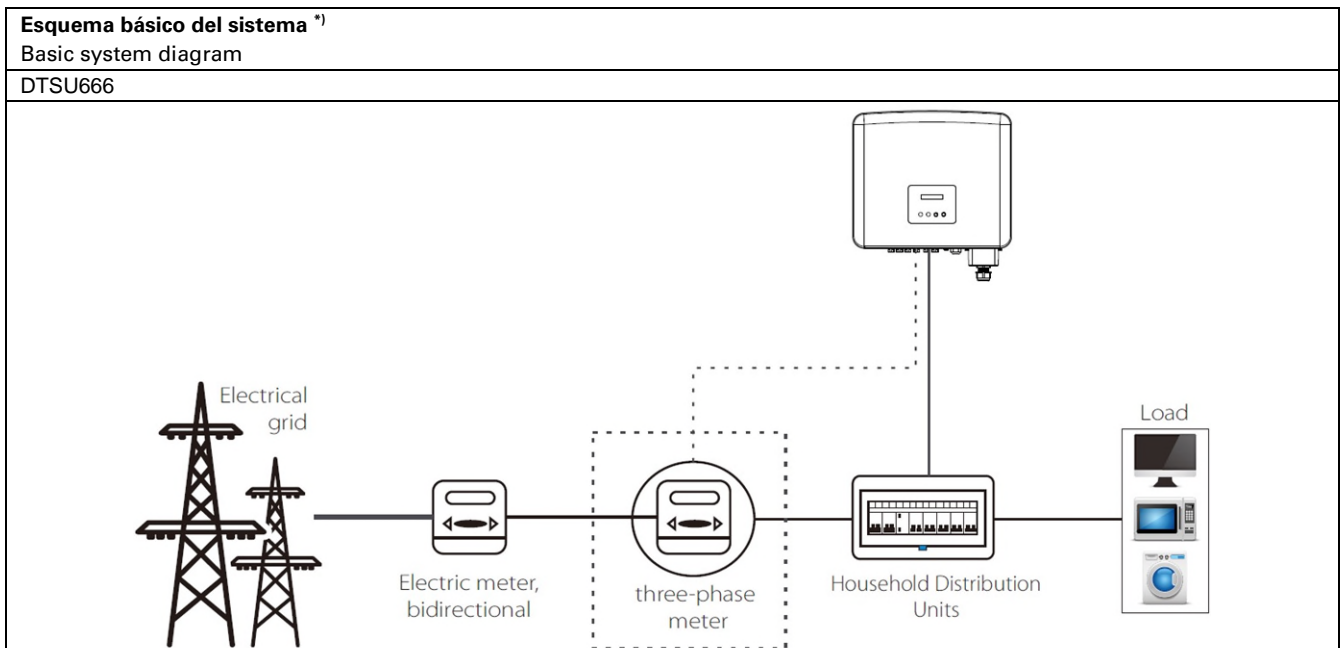 Esquema básico del sistema *)
Basic system diagram
DTSU666
Electrical
grid
Load
Electric meter,
bidirectional
three-phase
meter
Household Distribution
Units